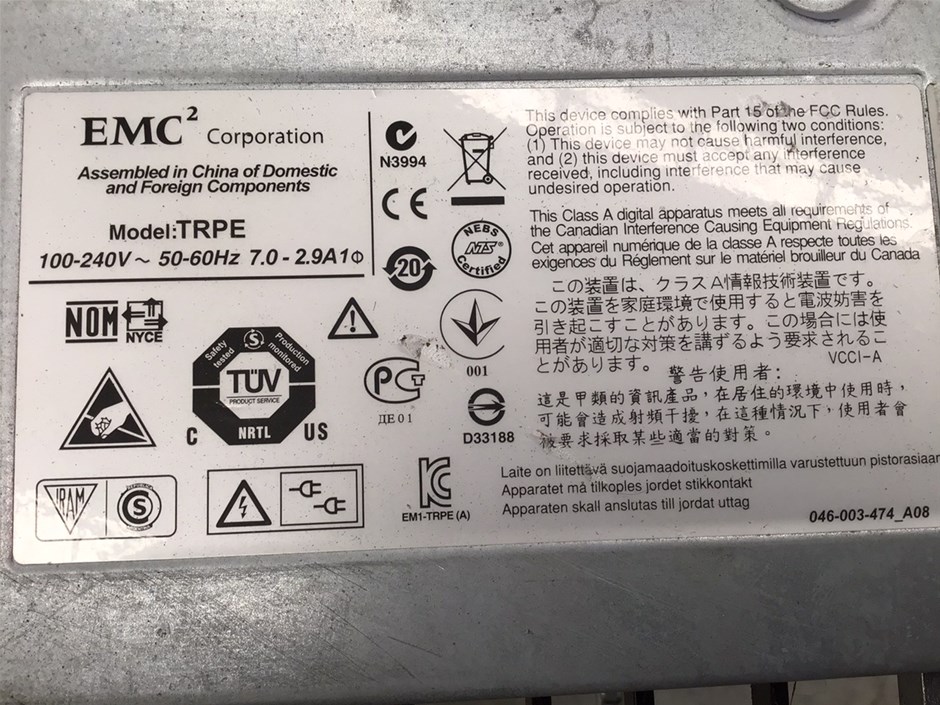 EMC² Corporation
Assembled in China of Domestic
and Foreign Components
Model:TRPE
100-240V ~ 50-60Hz 7.0 - 2.9A1Φ
N3994
CE
20
NEBS
NTS
Certified
001
NOM
NYCE
Safety tested
S
Production monitored
TÜV
PRODUCT SERVICE
C NRTL US
РСТ
ДЕ 01
D33188
IRAM
S
EM1-TRPE (A)
This device complies with Part 15 of the FCC Rules.
Operation is subject to the following two conditions:
(1) This device may not cause harmful interference,
and (2) this device must accept any interference
received, including interference that may cause
undesired operation.
This Class A digital apparatus meets all requirements of
the Canadian Interference Causing Equipment Regulations.
Cet appareil numérique de la classe A respecte toutes les
exigences du Réglement sur le matériel brouilleur du Canada
この装置は、クラスA情報技術装置です。
この装置を家庭環境で使用すると電波妨害を
引き起こすことがあります。この場合には使
用者が適切な対策を講ずるよう要求されるこ
とがあります。 VCCI-A
警告使用者:
這是甲類的資訊產品，在居住的環境中使用時，
可能會造成射頻干擾，在這種情況下，使用者會
被要求採取某些適當的對策。
Laite on liitettävä suojamaadoituskoskettimilla varustettuun pistorasiaan
Apparatet må tilkoples jordet stikkontakt
Apparaten skall anslutas till jordat uttag
046-003-474_A08